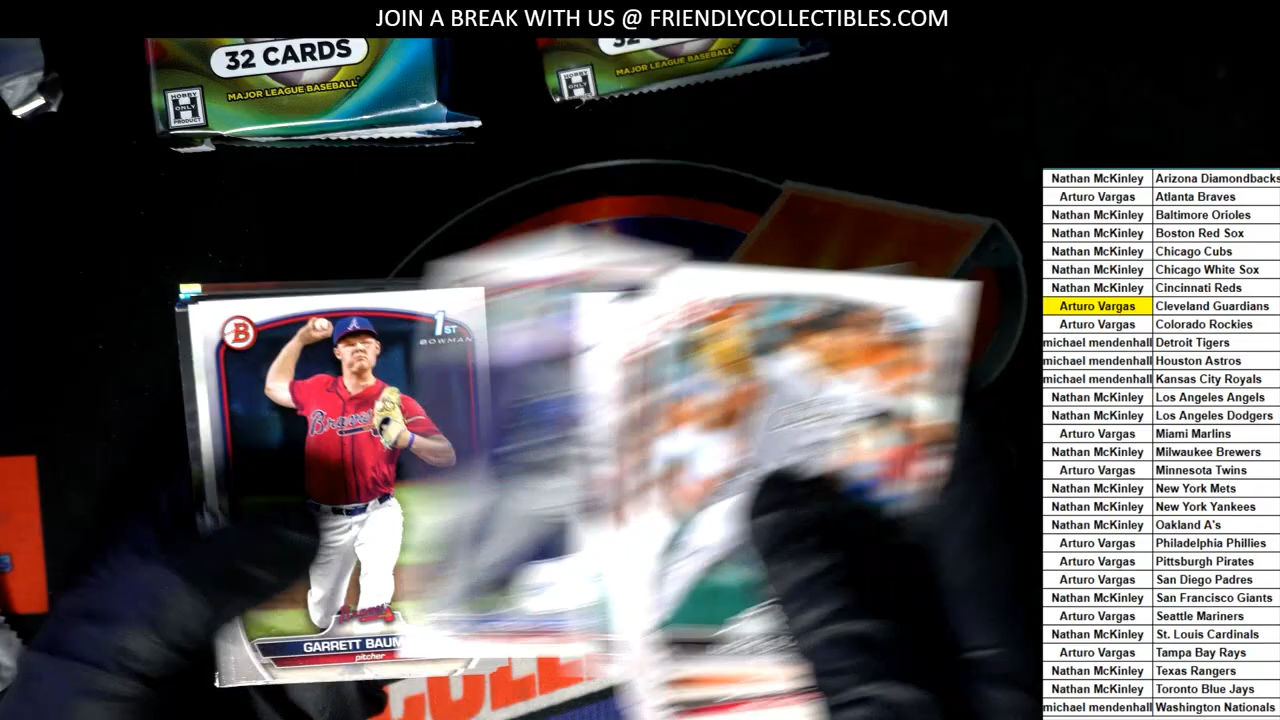 JOIN A BREAK WITH US @ FRIENDLYCOLLECTIBLES.COM
32 CARDS
MAJOR LEAGUE BASEBALL
HOBBY
ONLY
H
PRODUCT
32
MAJOR LEAGUE BASEBALL
HOBBY
ONLY
H
PRODUCT
B
1ST
BOWMAN
A
Braves
Braves
GARRETT BAUM
pitcher
Nathan McKinley Arizona Diamondbacks
Arturo Vargas Atlanta Braves
Nathan McKinley Baltimore Orioles
Nathan McKinley Boston Red Sox
Nathan McKinley Chicago Cubs
Nathan McKinley Chicago White Sox
Nathan McKinley Cincinnati Reds
Arturo Vargas Cleveland Guardians
Arturo Vargas Colorado Rockies
michael mendenhall Detroit Tigers
michael mendenhall Houston Astros
michael mendenhall Kansas City Royals
Nathan McKinley Los Angeles Angels
Nathan McKinley Los Angeles Dodgers
Arturo Vargas Miami Marlins
Nathan McKinley Milwaukee Brewers
Arturo Vargas Minnesota Twins
Nathan McKinley New York Mets
Nathan McKinley New York Yankees
Nathan McKinley Oakland A's
Arturo Vargas Philadelphia Phillies
Arturo Vargas Pittsburgh Pirates
Arturo Vargas San Diego Padres
Nathan McKinley San Francisco Giants
Arturo Vargas Seattle Mariners
Nathan McKinley St. Louis Cardinals
Arturo Vargas Tampa Bay Rays
Nathan McKinley Texas Rangers
Nathan McKinley Toronto Blue Jays
michael mendenhall Washington Nationals